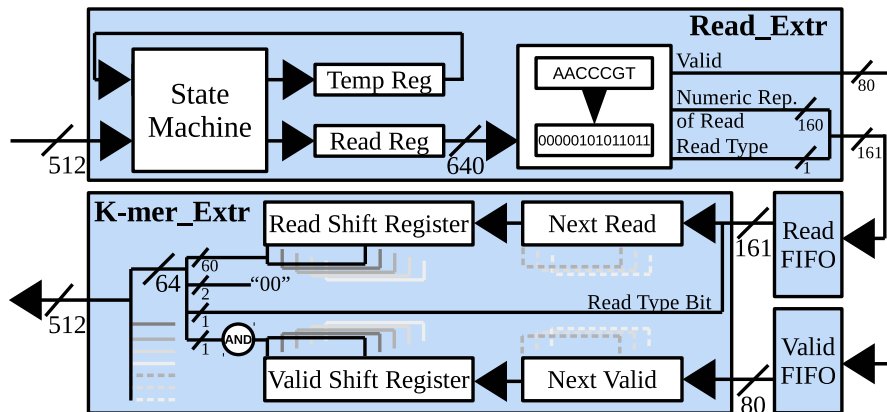 Read_Extr
State
Machine
Temp Reg
Read Reg
AACCCGT
00000101011011
Valid
Numeric Rep.
of Read
Read Type
512
640
80
160
1
161
K-mer_Extr
Read Shift Register
Next Read
Read
FIFO
161
60
64
2
"00"
1
Read Type Bit
1
AND
512
Valid Shift Register
Next Valid
Valid
FIFO
80